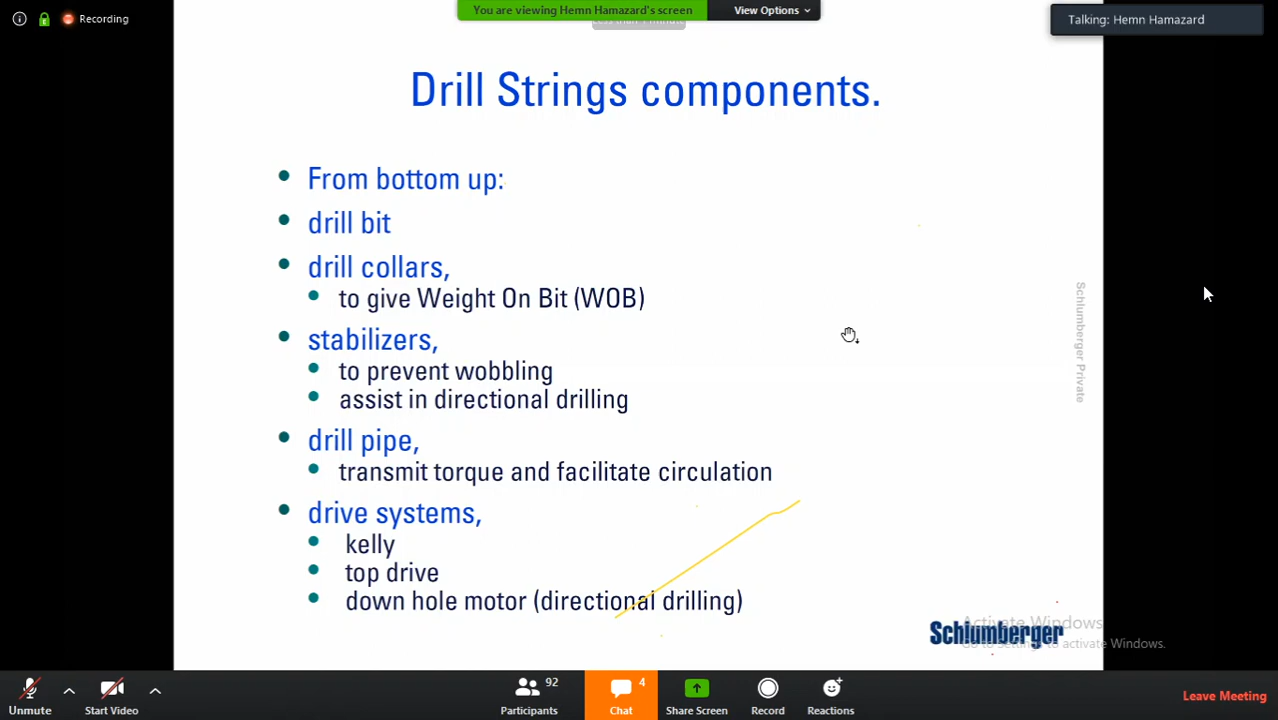 Recording
You are viewing Hemn Hamazard's screen
View Options
Talking: Hemn Hamazard
Drill Strings components.
From bottom up:
drill bit
drill collars,
to give Weight On Bit (WOB)
stabilizers,
to prevent wobbling
assist in directional drilling
drill pipe,
transmit torque and facilitate circulation
drive systems,
kelly
top drive
down hole motor (directional drilling)
Schlumberger Private
Schlumberger
Activate Windows
Go to Settings to activate Windows.
Unmute
Start Video
Participants
92
Chat
4
Share Screen
Record
Reactions
Leave Meeting